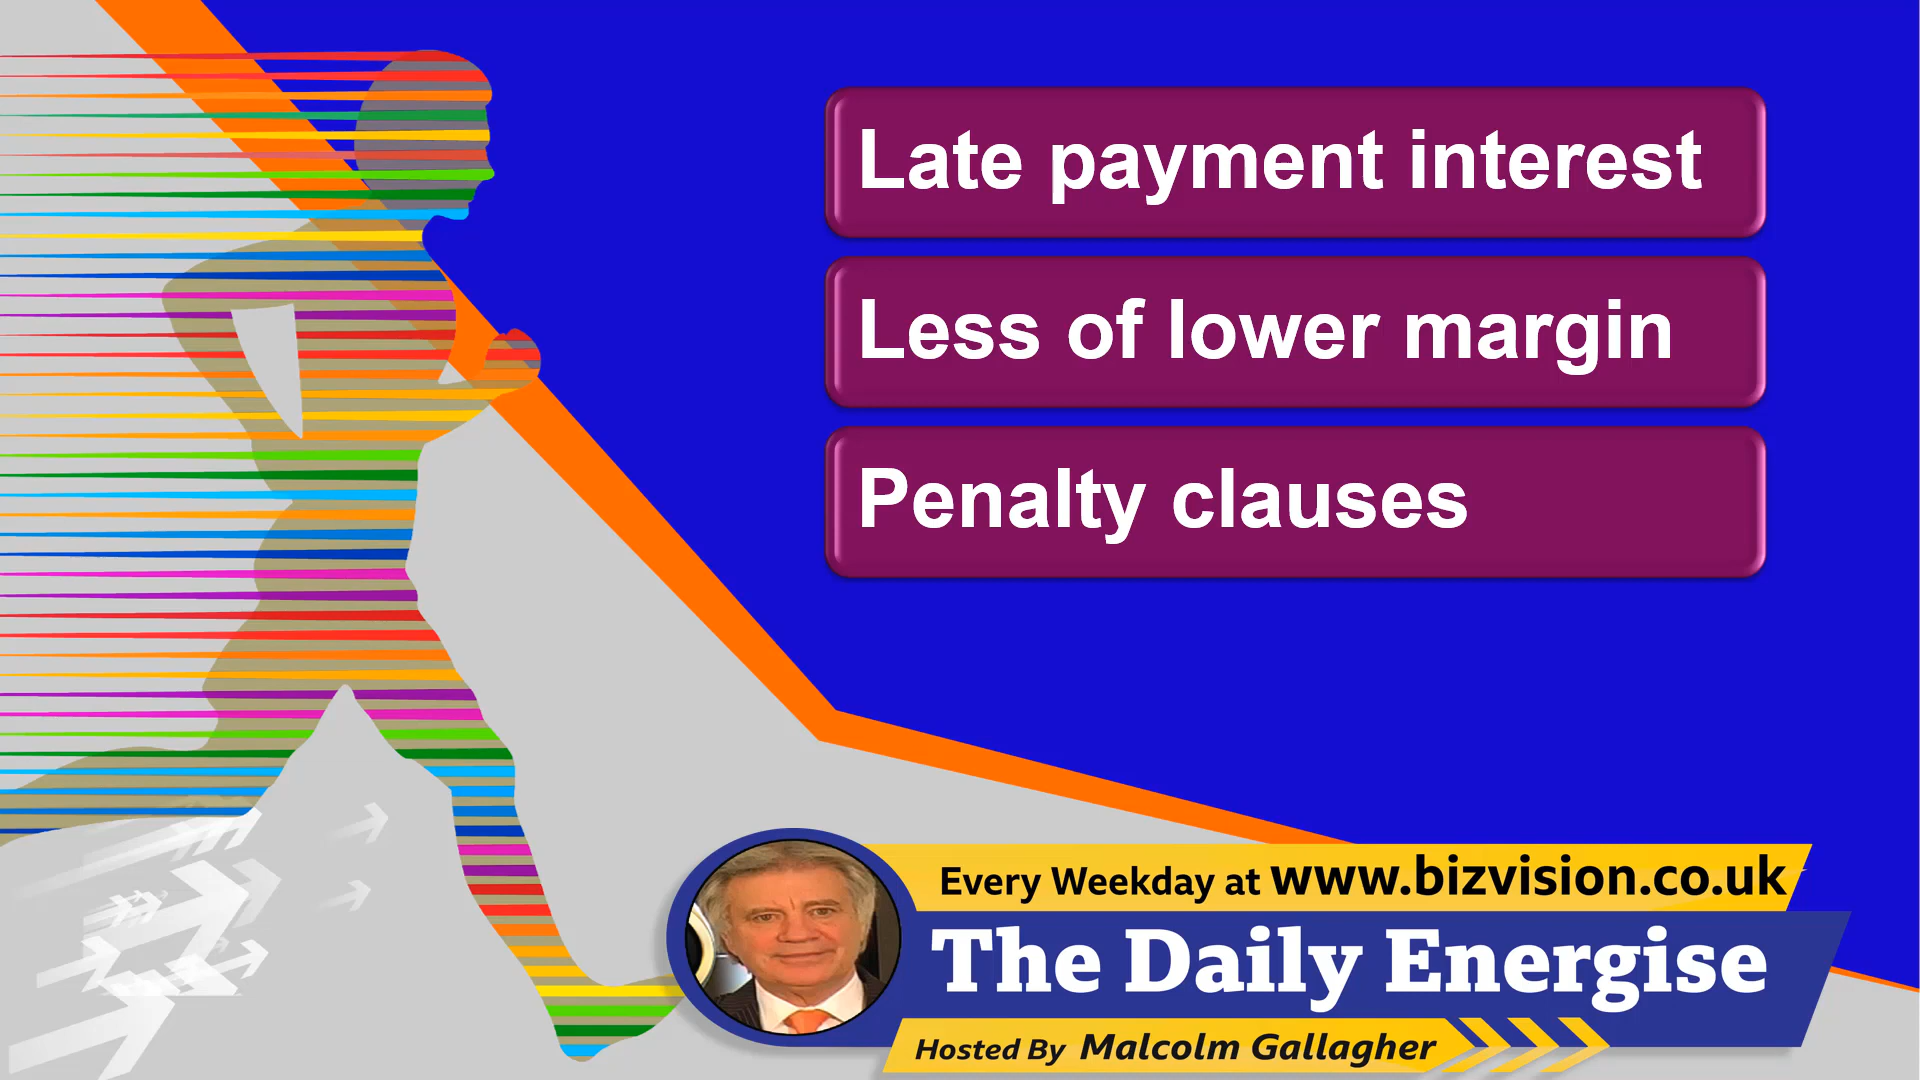 Late payment interest
Less of lower margin
Penalty clauses
Every Weekday at www.bizvision.co.uk
The Daily Energise
Hosted By Malcolm Gallagher